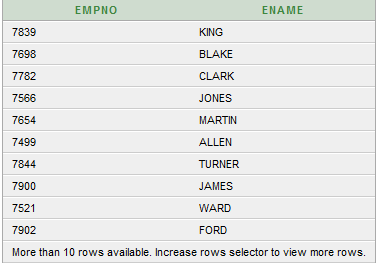 EMPNO ENAME
7839 KING
7698 BLAKE
7782 CLARK
7566 JONES
7654 MARTIN
7499 ALLEN
7844 TURNER
7900 JAMES
7521 WARD
7902 FORD
More than 10 rows available. Increase rows selector to view more rows.